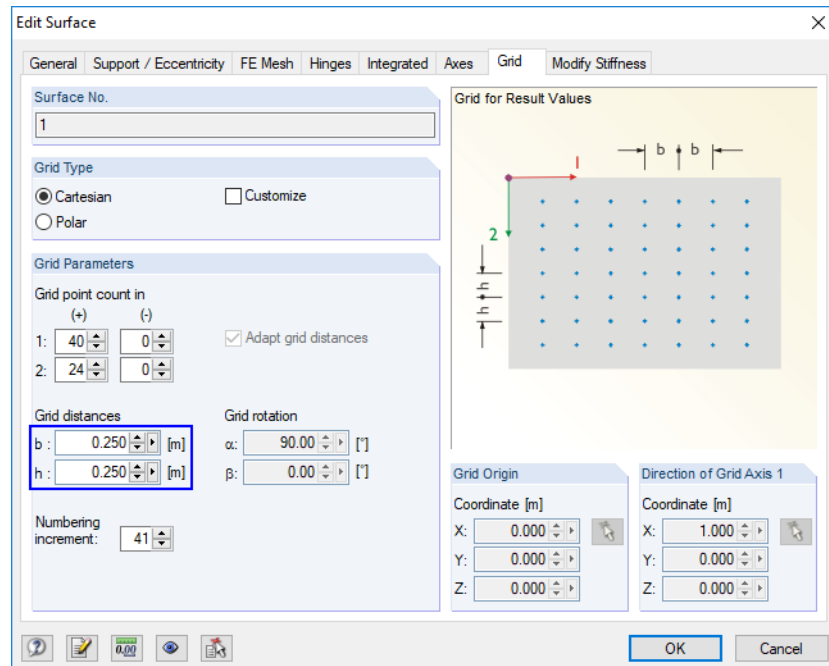 Edit Surface
General Support / Eccentricity FE Mesh Hinges Integrated Axes Grid Modify Stiffness
Surface No.
1
Grid Type
Cartesian
Customize
Polar
Grid Parameters
Grid point count in
(+) (-)
1: 40 0
Adapt grid distances
2: 24 0
Grid distances
b : 0.250 [m]
h : 0.250 [m]
Grid rotation
α: 90.00 [°]
β: 0.00 [°]
Numbering
increment: 41
Grid for Result Values
b b
1
2
h
h
Grid Origin
Coordinate [m]
X: 0.000
Y: 0.000
Z: 0.000
Direction of Grid Axis 1
Coordinate [m]
X: 1.000
Y: 0.000
Z: 0.000
0.00
OK
Cancel